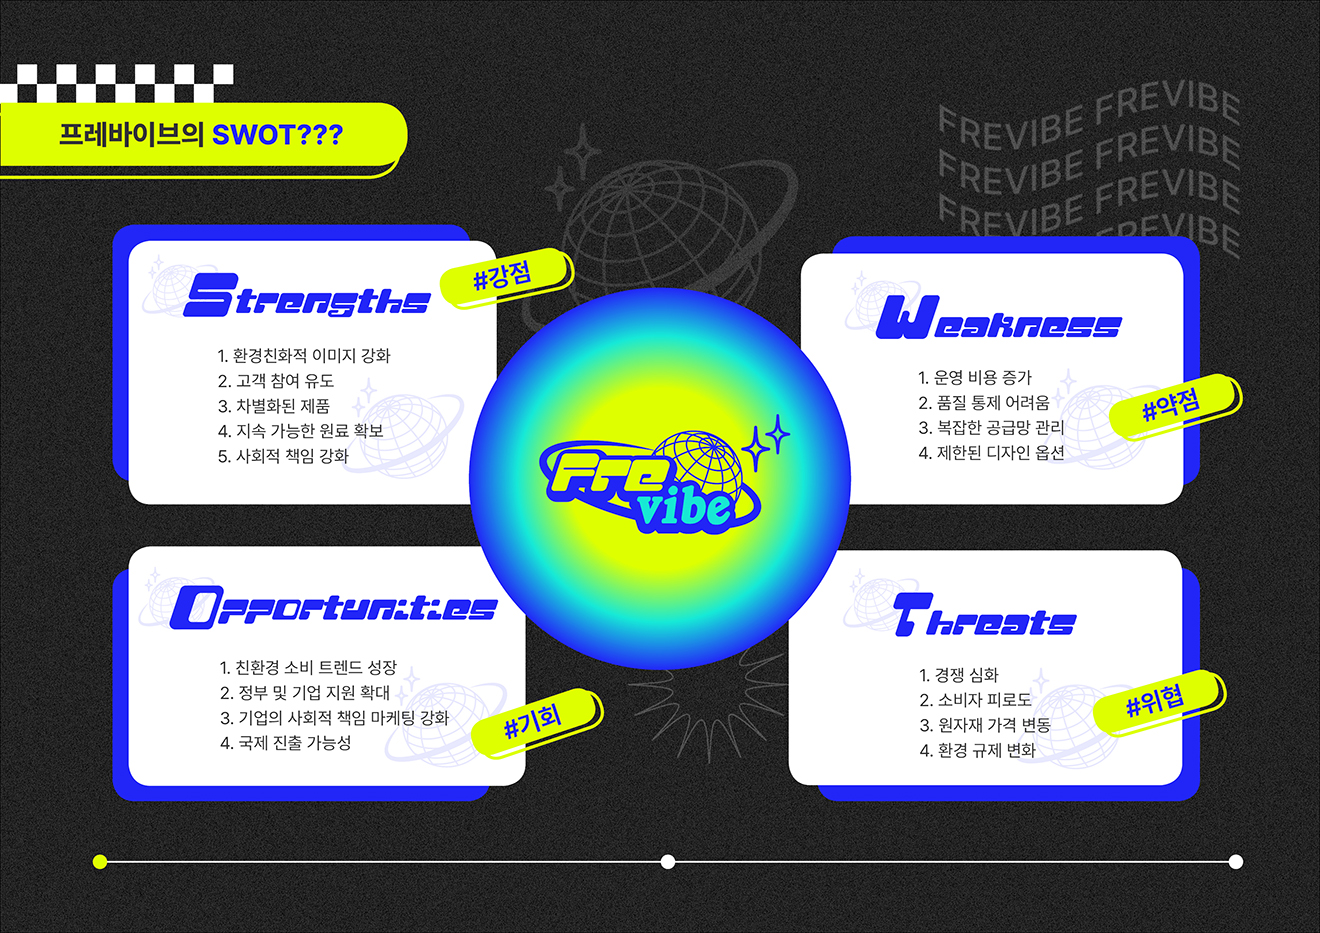 프레바이브의 SWOT???
FREVIBE FREVIBE
FREVIBE FREVIBE
FREVIBE FREVIBE
FREVIBE
Strengths
#강점
1. 환경친화적 이미지 강화
2. 고객 참여 유도
3. 차별화된 제품
4. 지속 가능한 원료 확보
5. 사회적 책임 강화
Weakness
#약점
1. 운영 비용 증가
2. 품질 통제 어려움
3. 복잡한 공급망 관리
4. 제한된 디자인 옵션
Fre
vibe
Opportunities
#기회
1. 친환경 소비 트렌드 성장
2. 정부 및 기업 지원 확대
3. 기업의 사회적 책임 마케팅 강화
4. 국제 진출 가능성
Threats
#위협
1. 경쟁 심화
2. 소비자 피로도
3. 원자재 가격 변동
4. 환경 규제 변화